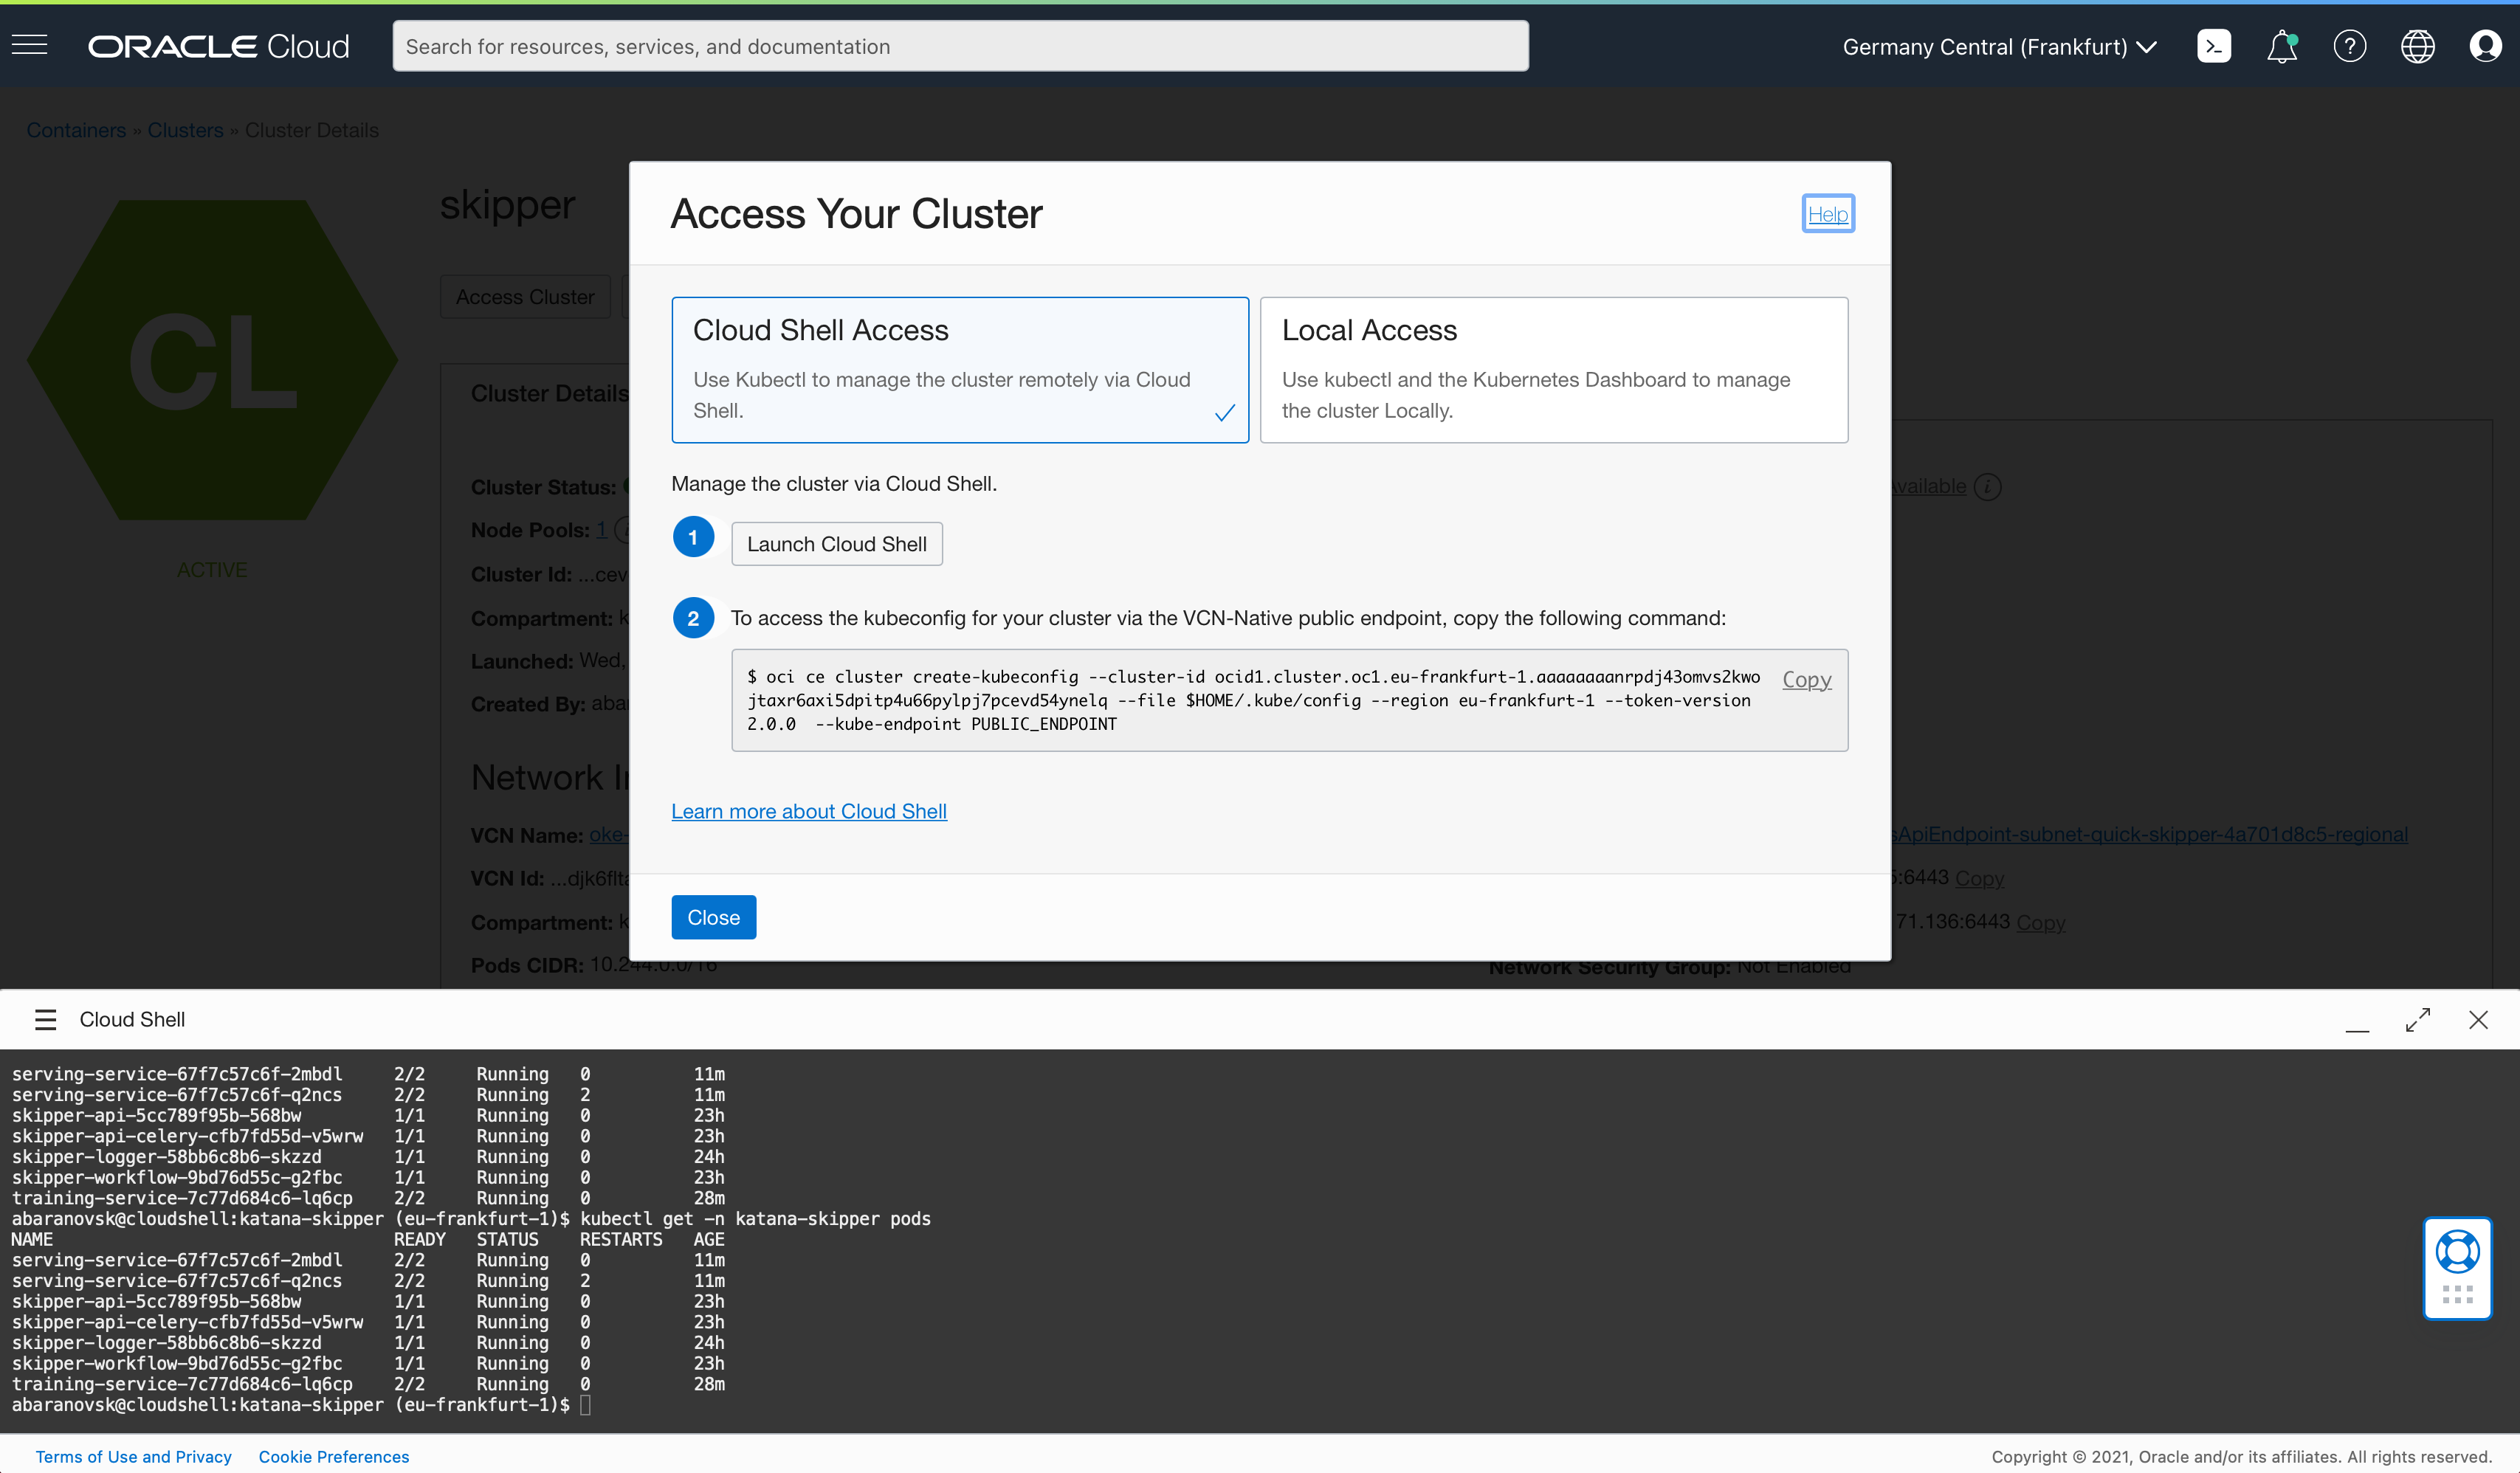 ORACLE Cloud
Search for resources, services, and documentation
Germany Central (Frankfurt)
Containers » Clusters » Cluster Details
CL
ACTIVE
skipper
Access Cluster
Cluster Details
Cluster Status:
Node Pools: 1
Cluster Id: ...cev
Compartment: k
Launched: Wed,
Created By: abar
Network In
VCN Name: oke-
VCN Id: ...djk6flta
Compartment: k
Pods CIDR: 10.244.0.0/16
Available
sApiEndpoint-subnet-quick-skipper-4a701d8c5-regional
:6443 Copy
71.136:6443 Copy
Network Security Group: Not Enabled
Access Your Cluster
Help
Cloud Shell Access
Use Kubectl to manage the cluster remotely via Cloud
Shell.
Local Access
Use kubectl and the Kubernetes Dashboard to manage
the cluster Locally.
Manage the cluster via Cloud Shell.
1 Launch Cloud Shell
2 To access the kubeconfig for your cluster via the VCN-Native public endpoint, copy the following command:
$ oci ce cluster create-kubeconfig --cluster-id ocid1.cluster.oc1.eu-frankfurt-1.aaaaaaaanrpdj43omvs2kwo
jtaxr6axi5dpitp4u66pylpj7pcevd54ynelq --file $HOME/.kube/config --region eu-frankfurt-1 --token-version
2.0.0  --kube-endpoint PUBLIC_ENDPOINT
Copy
Learn more about Cloud Shell
Close
Cloud Shell
serving-service-67f7c57c6f-2mbdl 2/2 Running 0 11m
serving-service-67f7c57c6f-q2ncs 2/2 Running 2 11m
skipper-api-5cc789f95b-568bw 1/1 Running 0 23h
skipper-api-celery-cfb7fd55d-v5wrw 1/1 Running 0 23h
skipper-logger-58bb6c8b6-skzzd 1/1 Running 0 24h
skipper-workflow-9bd76d55c-g2fbc 1/1 Running 0 23h
training-service-7c77d684c6-lq6cp 2/2 Running 0 28m
abaranovsk@cloudshell:katana-skipper (eu-frankfurt-1)$ kubectl get -n katana-skipper pods
NAME READY STATUS RESTARTS AGE
serving-service-67f7c57c6f-2mbdl 2/2 Running 0 11m
serving-service-67f7c57c6f-q2ncs 2/2 Running 2 11m
skipper-api-5cc789f95b-568bw 1/1 Running 0 23h
skipper-api-celery-cfb7fd55d-v5wrw 1/1 Running 0 23h
skipper-logger-58bb6c8b6-skzzd 1/1 Running 0 24h
skipper-workflow-9bd76d55c-g2fbc 1/1 Running 0 23h
training-service-7c77d684c6-lq6cp 2/2 Running 0 28m
abaranovsk@cloudshell:katana-skipper (eu-frankfurt-1)$
Terms of Use and Privacy Cookie Preferences
Copyright © 2021, Oracle and/or its affiliates. All rights reserved.